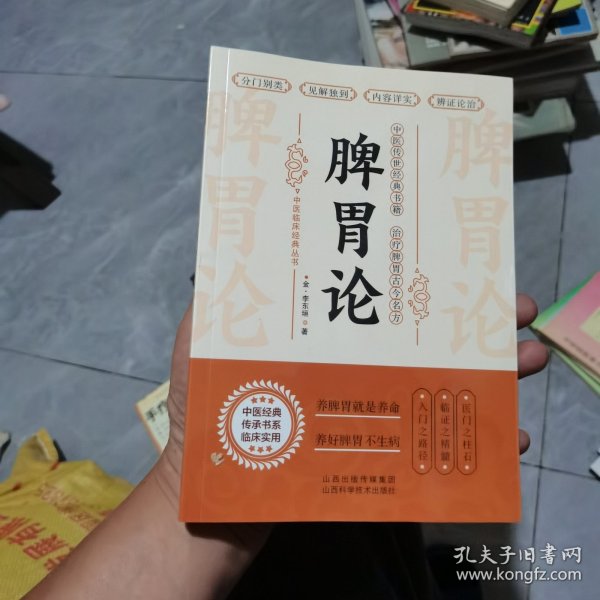 分门别类
见解独到
内容详实
辨证论治
脾胃论
脾胃论
脾胃论
中医传世经典书籍 治疗脾胃古今名方
中医临床经典丛书
金·李东垣 著
中医经典
传承书系
临床实用
养脾胃就是养命
养好脾胃不生病
医门之柱石
临证之精髓
入门之路径
山西出版传媒集团
山西科学技术出版社
孔夫子旧书网
www.kongfz.com